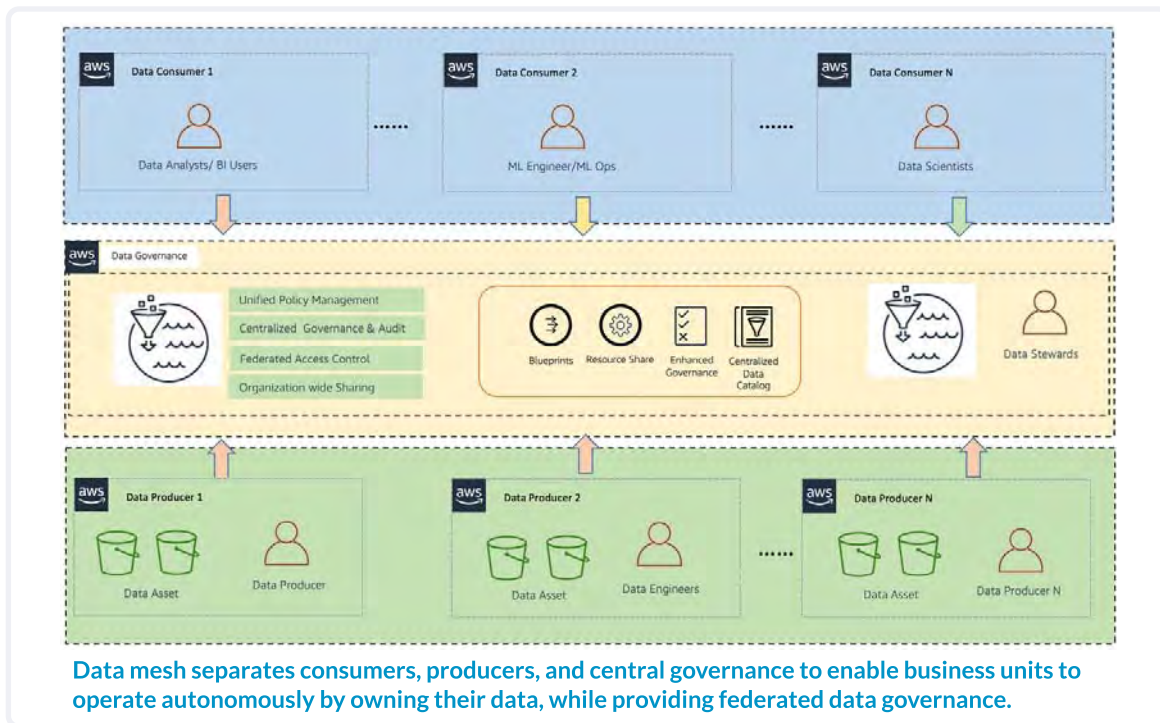 aws
Data Consumer 1
Data Analysts/ BI Users
......
aws
Data Consumer 2
ML Engineer/ML Ops
......
aws
Data Consumer N
Data Scientists
aws
Data Governance
Unified Policy Management
Centralized Governance & Audit
Federated Access Control
Organization wide Sharing
Blueprints
Resource Share
Enhanced
Governance
Centralized
Data
Catalog
Data Stewards
aws
Data Producer 1
Data Asset
Data Producer
aws
Data Producer 2
Data Asset
Data Engineers
......
aws
Data Producer N
Data Asset
Data Producer N
Data mesh separates consumers, producers, and central governance to enable business units to
operate autonomously by owning their data, while providing federated data governance.